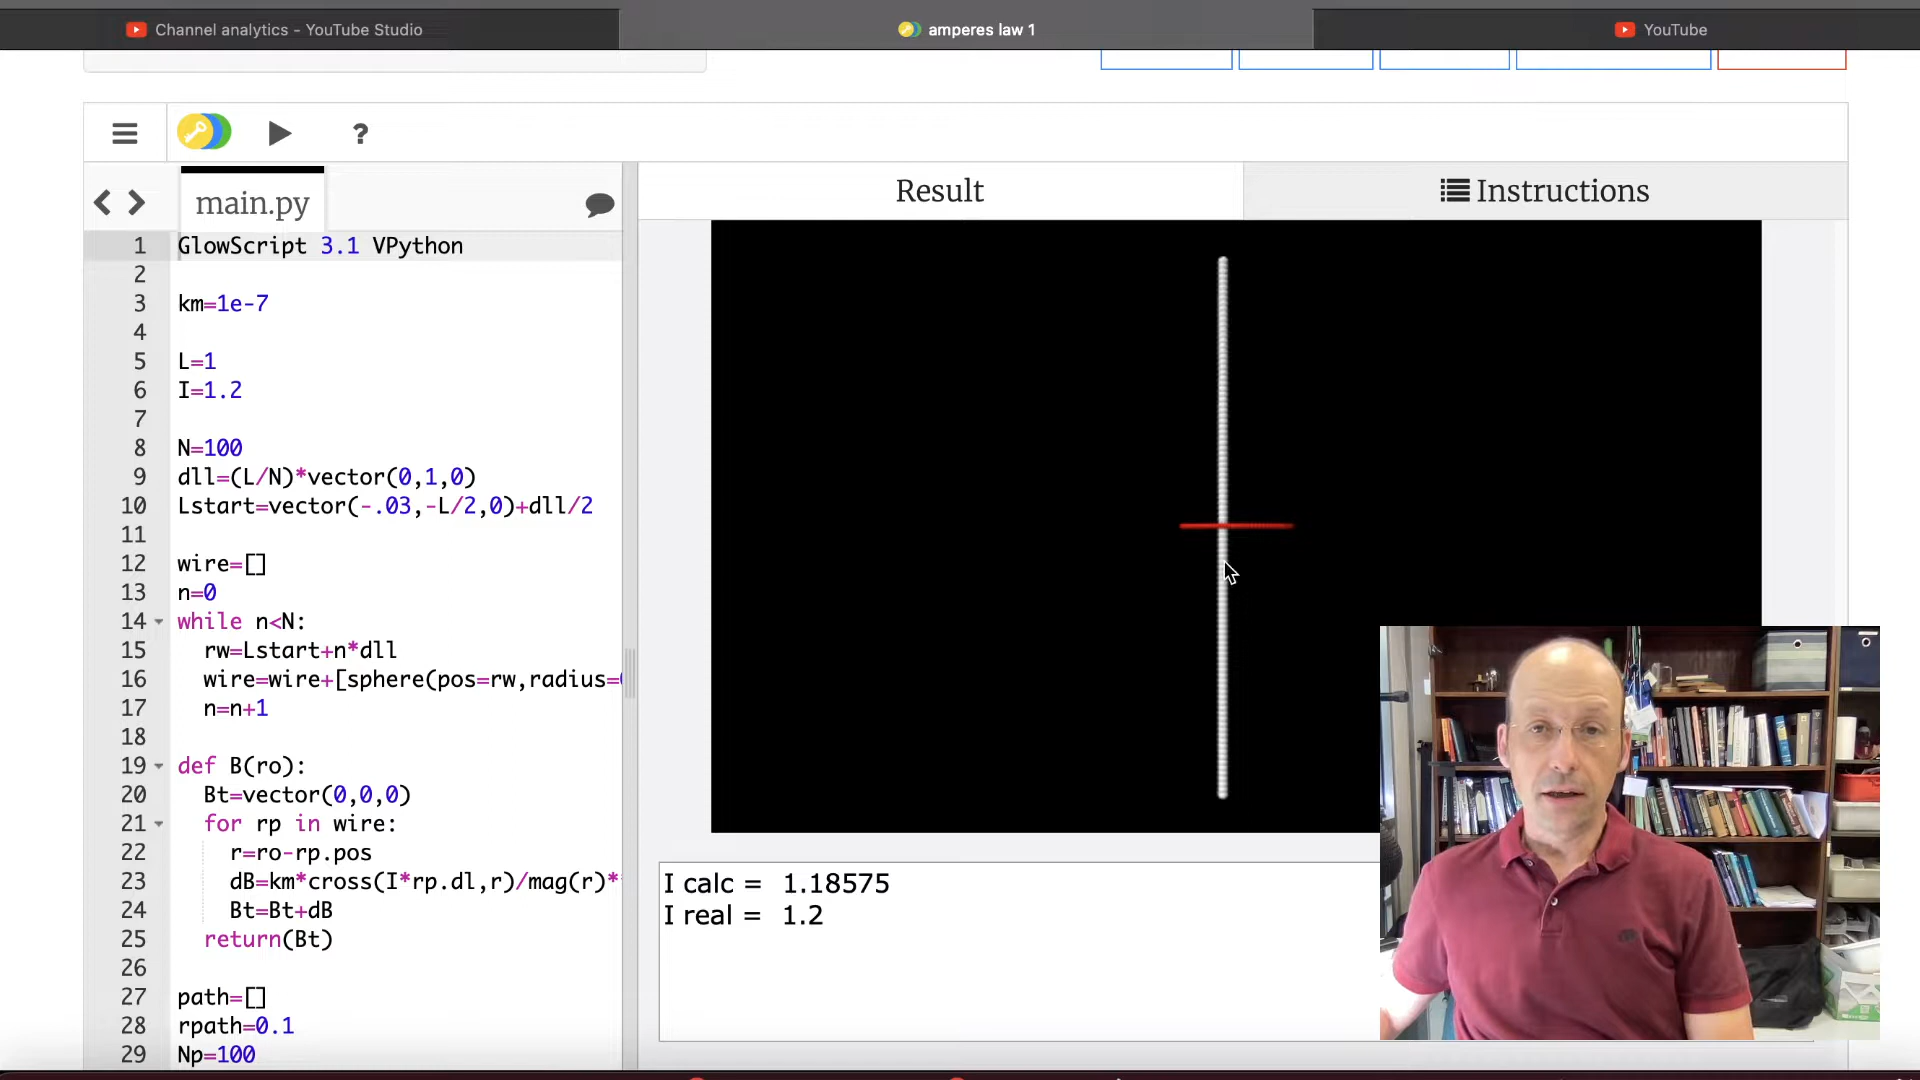 Channel analytics - YouTube Studio
amperes law 1
YouTube
?
main.py
Result
Instructions
1 GlowScript 3.1 VPython
2
3 km=1e-7
4
5 L=1
6 I=1.2
7
8 N=100
9 dll=(L/N)*vector(0,1,0)
10 Lstart=vector(-.03,-L/2,0)+dll/2
11
12 wire=[]
13 n=0
14 while n<N:
15 rw=Lstart+n*dll
16 wire=wire+[sphere(pos=rw,radius=
17 n=n+1
18
19 def B(ro):
20 Bt=vector(0,0,0)
21 for rp in wire:
22 r=ro-rp.pos
23 dB=km*cross(I*rp.dl,r)/mag(r)*
24 Bt=Bt+dB
25 return(Bt)
26
27 path=[]
28 rpath=0.1
29 Np=100
I calc = 1.18575
I real = 1.2